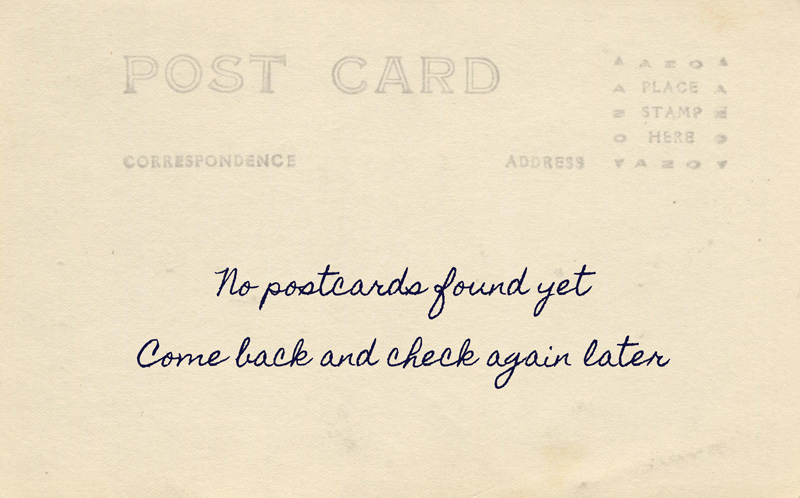 POST CARD
PLACE
STAMP
HERE
CORRESPONDENCE
ADDRESS
No postcards found yet
Come back and check again later